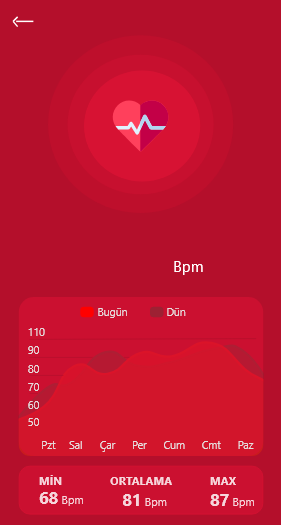 Bpm
Bugün Dün
110
90
80
70
60
50
Pzt Sal Çar Per Cum Cmt Paz
MİN ORTALAMA MAX
68 Bpm 81 Bpm 87 Bpm